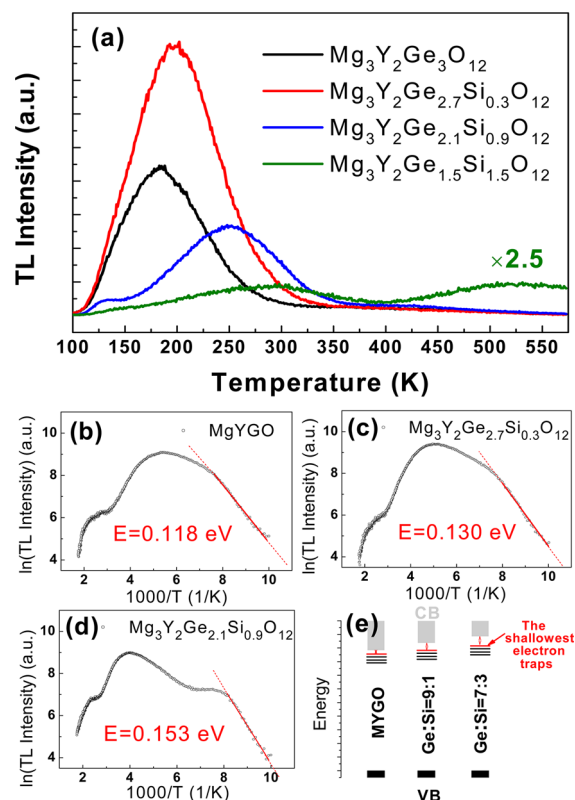 (a)
Mg3Y2Ge3O12
Mg3Y2Ge2.7Si0.3O12
Mg3Y2Ge2.1Si0.9O12
Mg3Y2Ge1.5Si1.5O12
×2.5
TL Intensity (a.u.)
100 150 200 250 300 350 400 450 500 550
Temperature (K)
(b)
MgYGO
E=0.118 eV
ln(TL Intensity) (a.u.)
10
8
6
4
2 4 6 8 10
1000/T (1/K)
(c)
Mg3Y2Ge2.7Si0.3O12
E=0.130 eV
ln(TL Intensity) (a.u.)
10
8
6
4
2 4 6 8 10
1000/T (1/K)
(d)
Mg3Y2Ge2.1Si0.9O12
E=0.153 eV
ln(TL Intensity) (a.u.)
10
8
6
4
2 4 6 8 10
1000/T (1/K)
(e)
CB
The
shallowest
electron
traps
Energy
MYGO
Ge:Si=9:1
Ge:Si=7:3
VB